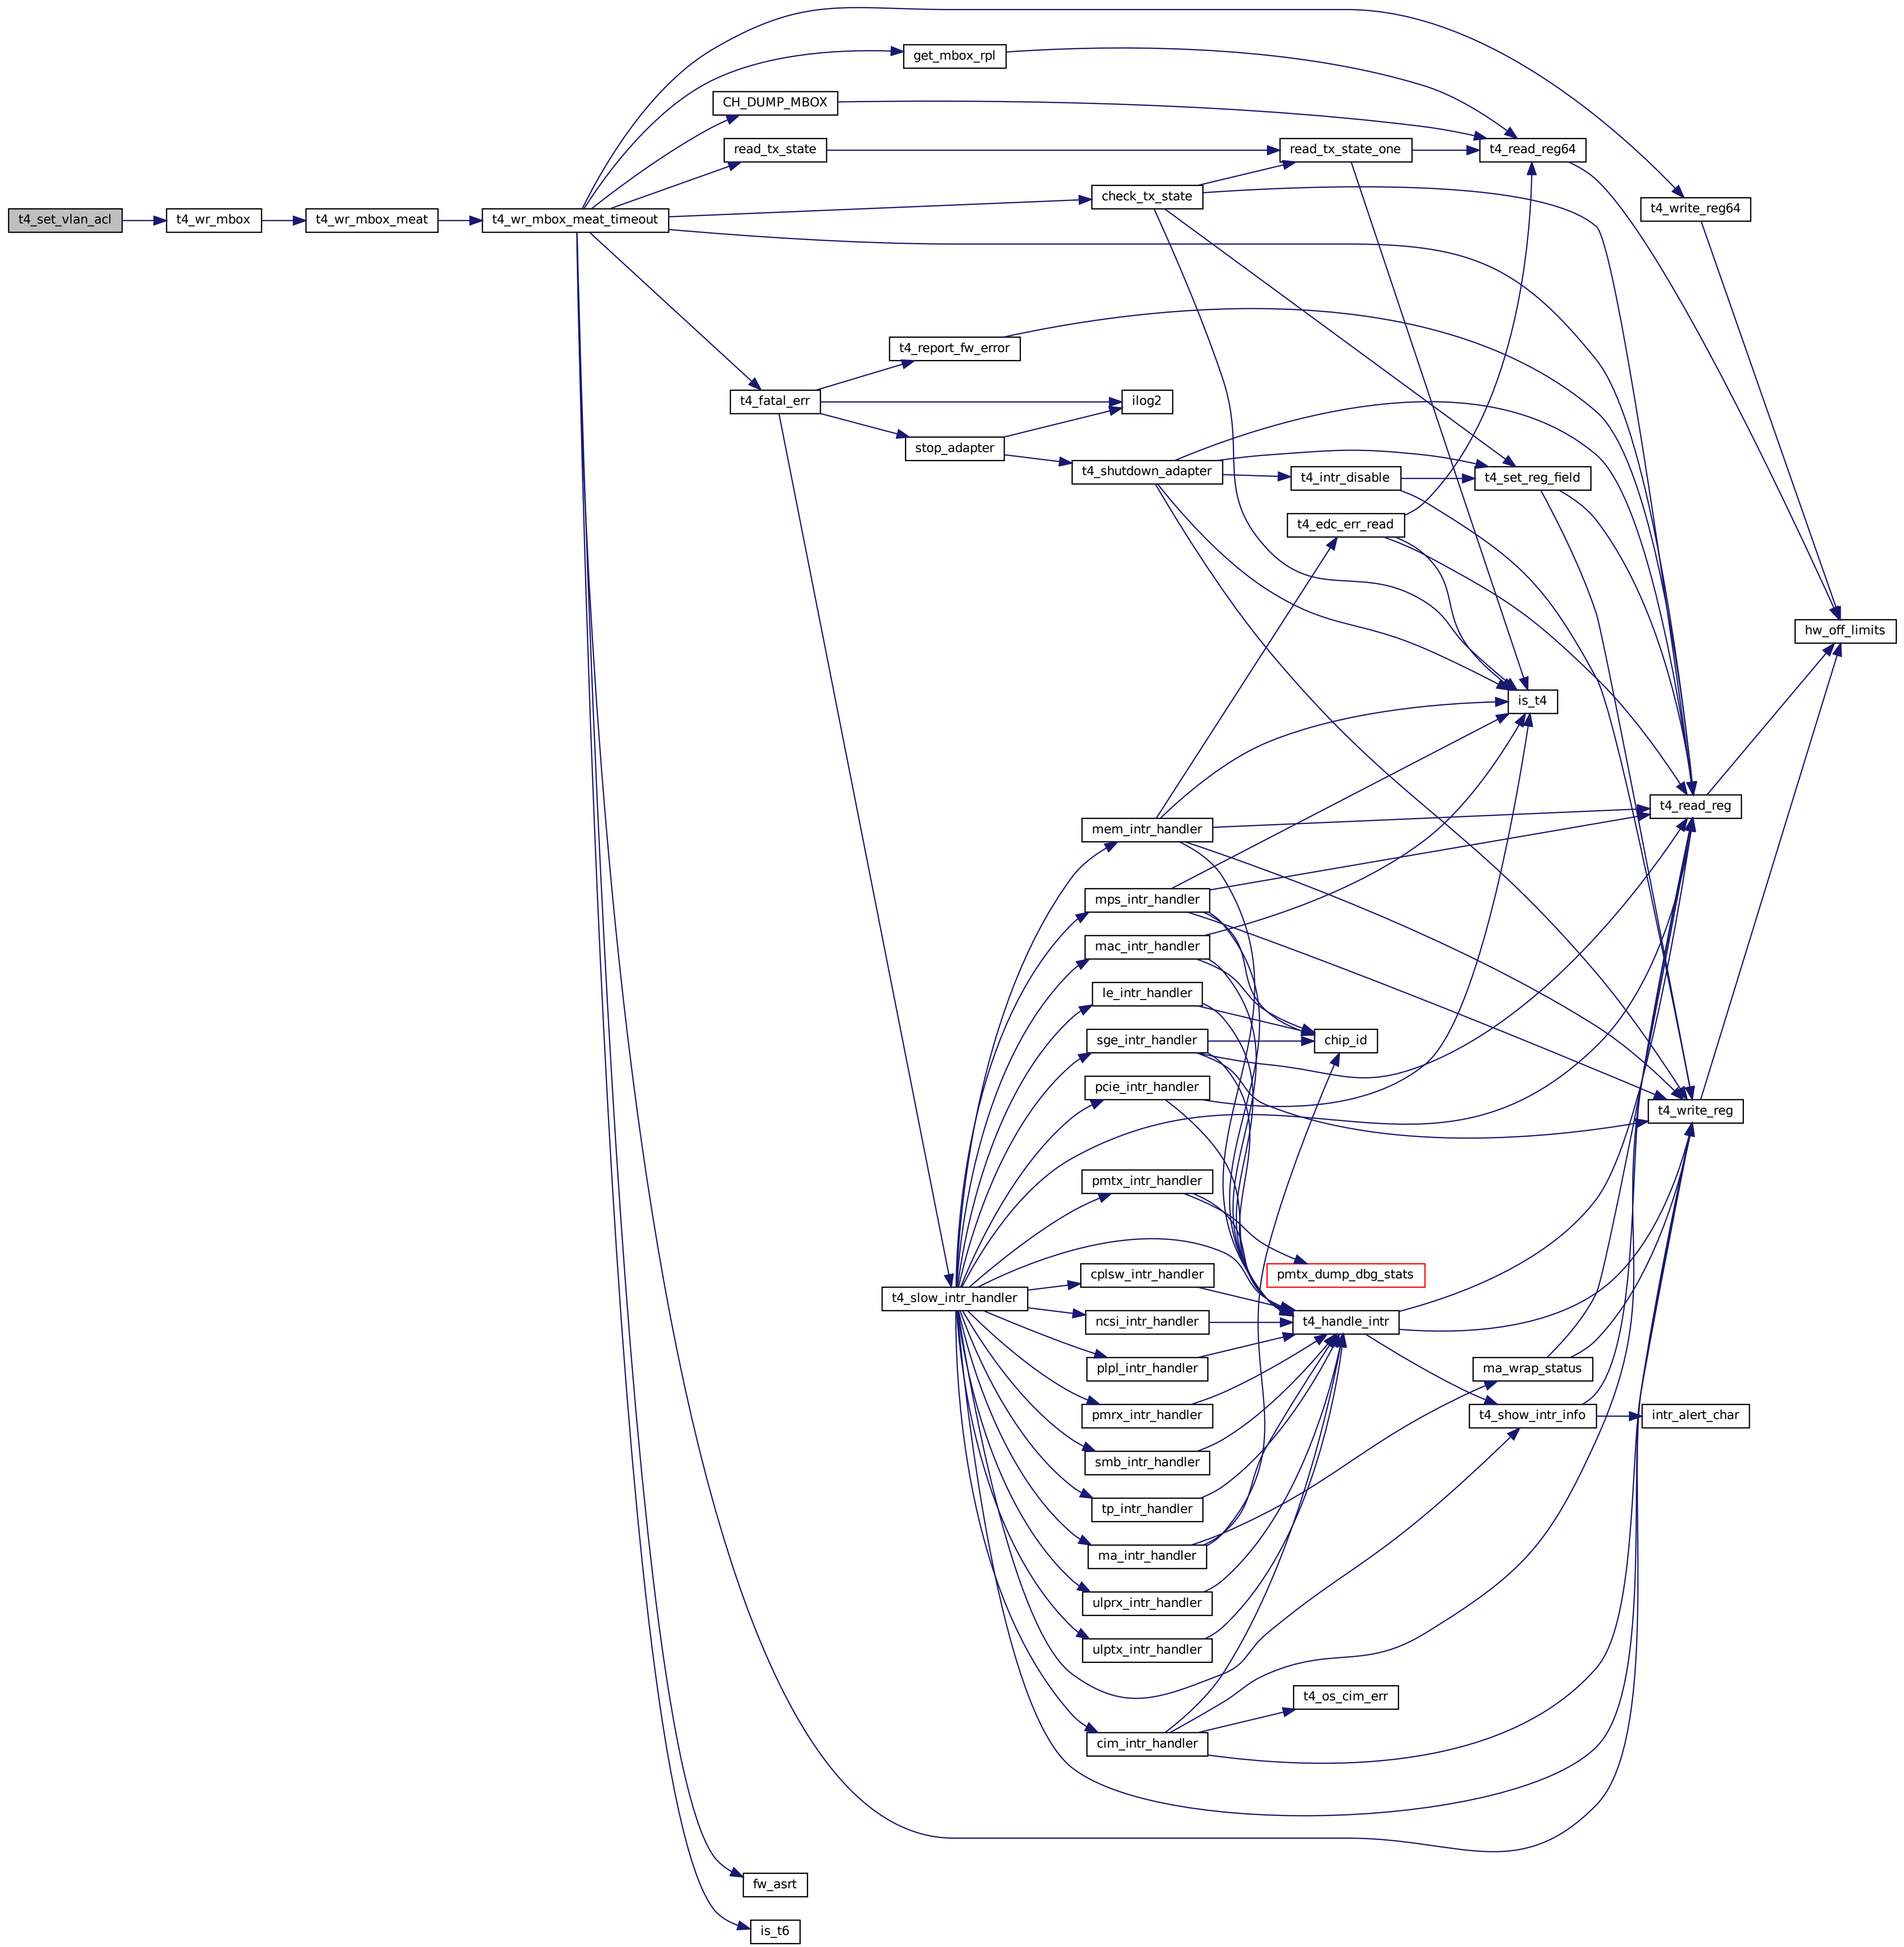 t4_set_vlan_acl
t4_wr_mbox
t4_wr_mbox_meat
t4_wr_mbox_meat_timeout
get_mbox_rpl
CH_DUMP_MBOX
read_tx_state
read_tx_state_one
t4_read_reg64
check_tx_state
t4_write_reg64
t4_report_fw_error
t4_fatal_err
ilog2
stop_adapter
t4_shutdown_adapter
t4_intr_disable
t4_set_reg_field
t4_edc_err_read
hw_off_limits
is_t4
t4_read_reg
mem_intr_handler
mps_intr_handler
mac_intr_handler
le_intr_handler
sge_intr_handler
chip_id
pcie_intr_handler
t4_write_reg
pmtx_intr_handler
cplsw_intr_handler
pmtx_dump_dbg_stats
t4_slow_intr_handler
ncsi_intr_handler
t4_handle_intr
plpl_intr_handler
ma_wrap_status
pmrx_intr_handler
t4_show_intr_info
intr_alert_char
smb_intr_handler
tp_intr_handler
ma_intr_handler
ulprx_intr_handler
ulptx_intr_handler
t4_os_cim_err
cim_intr_handler
fw_asrt
is_t6